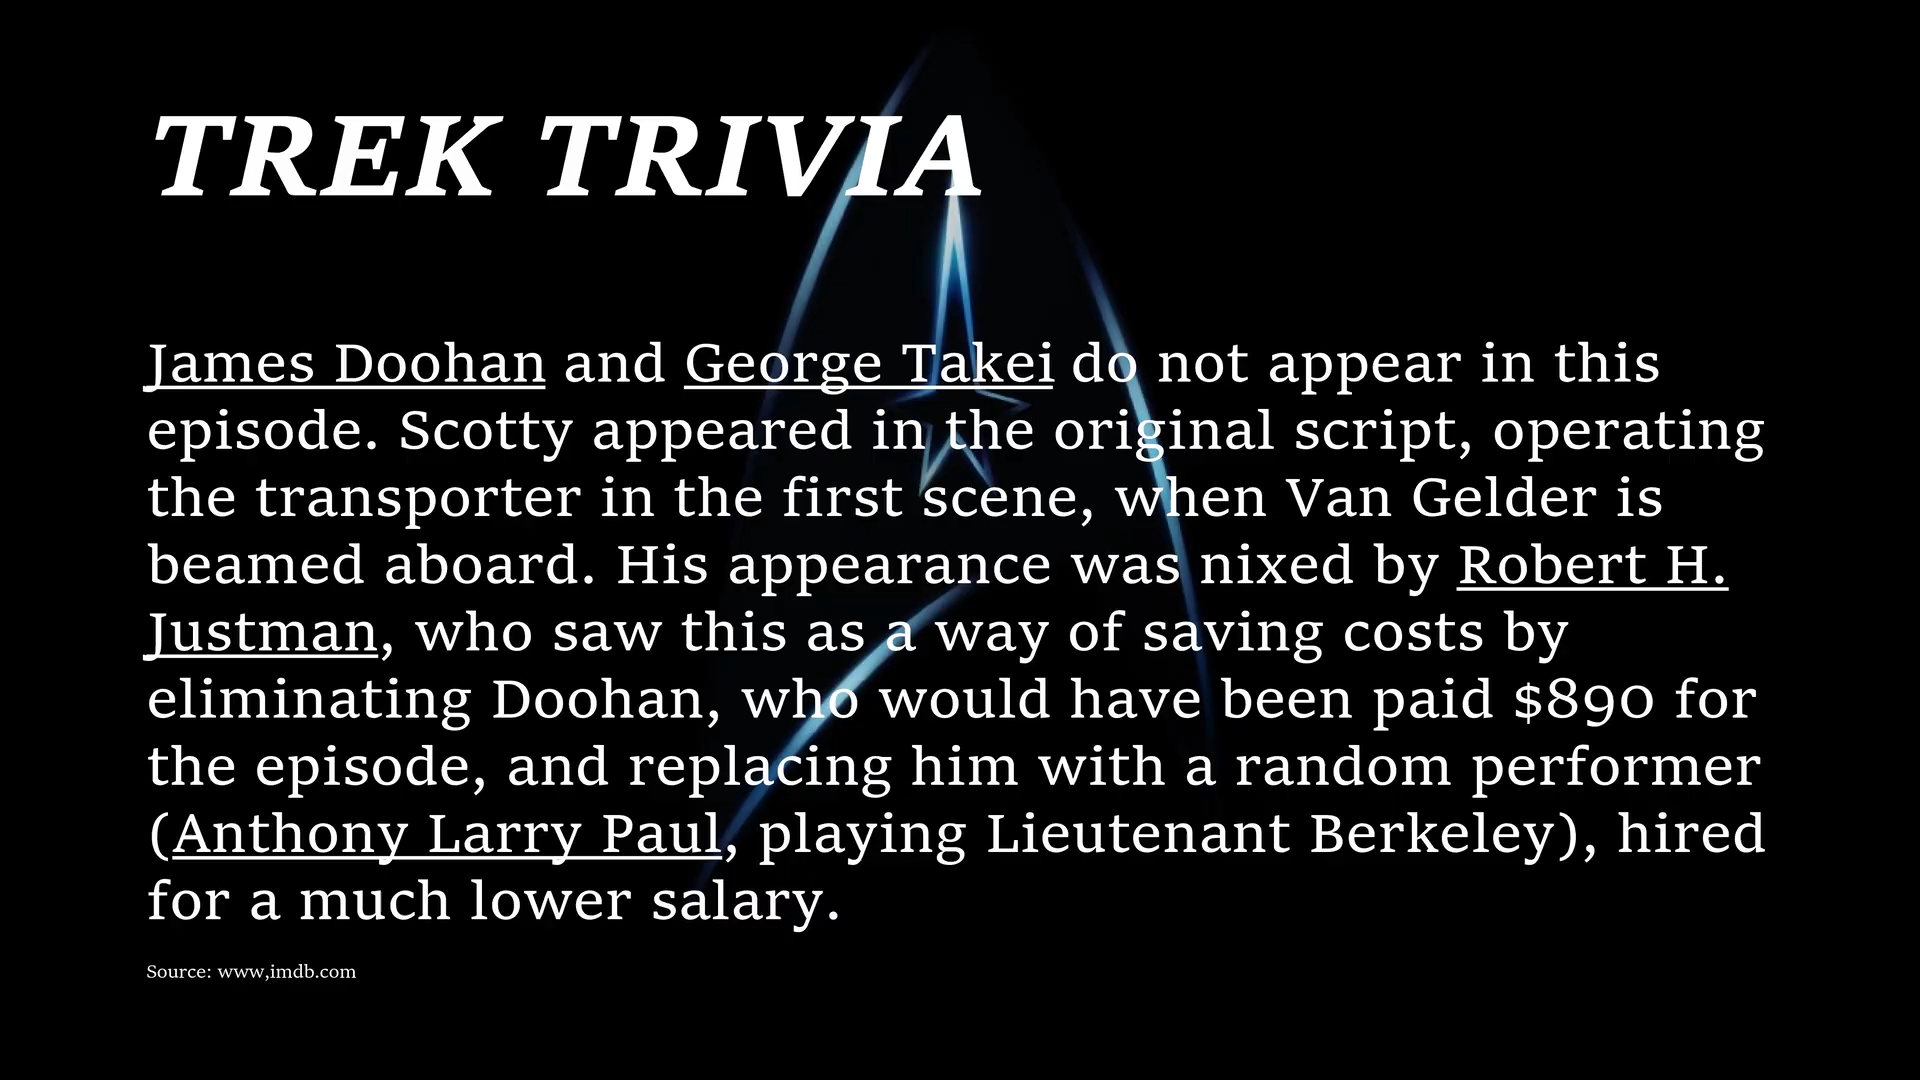 TREK TRIVIA
James Doohan and George Takei do not appear in this
episode. Scotty appeared in the original script, operating
the transporter in the first scene, when Van Gelder is
beamed aboard. His appearance was nixed by Robert H.
Justman, who saw this as a way of saving costs by
eliminating Doohan, who would have been paid $890 for
the episode, and replacing him with a random performer
(Anthony Larry Paul, playing Lieutenant Berkeley), hired
for a much lower salary.
Source: www,imdb.com